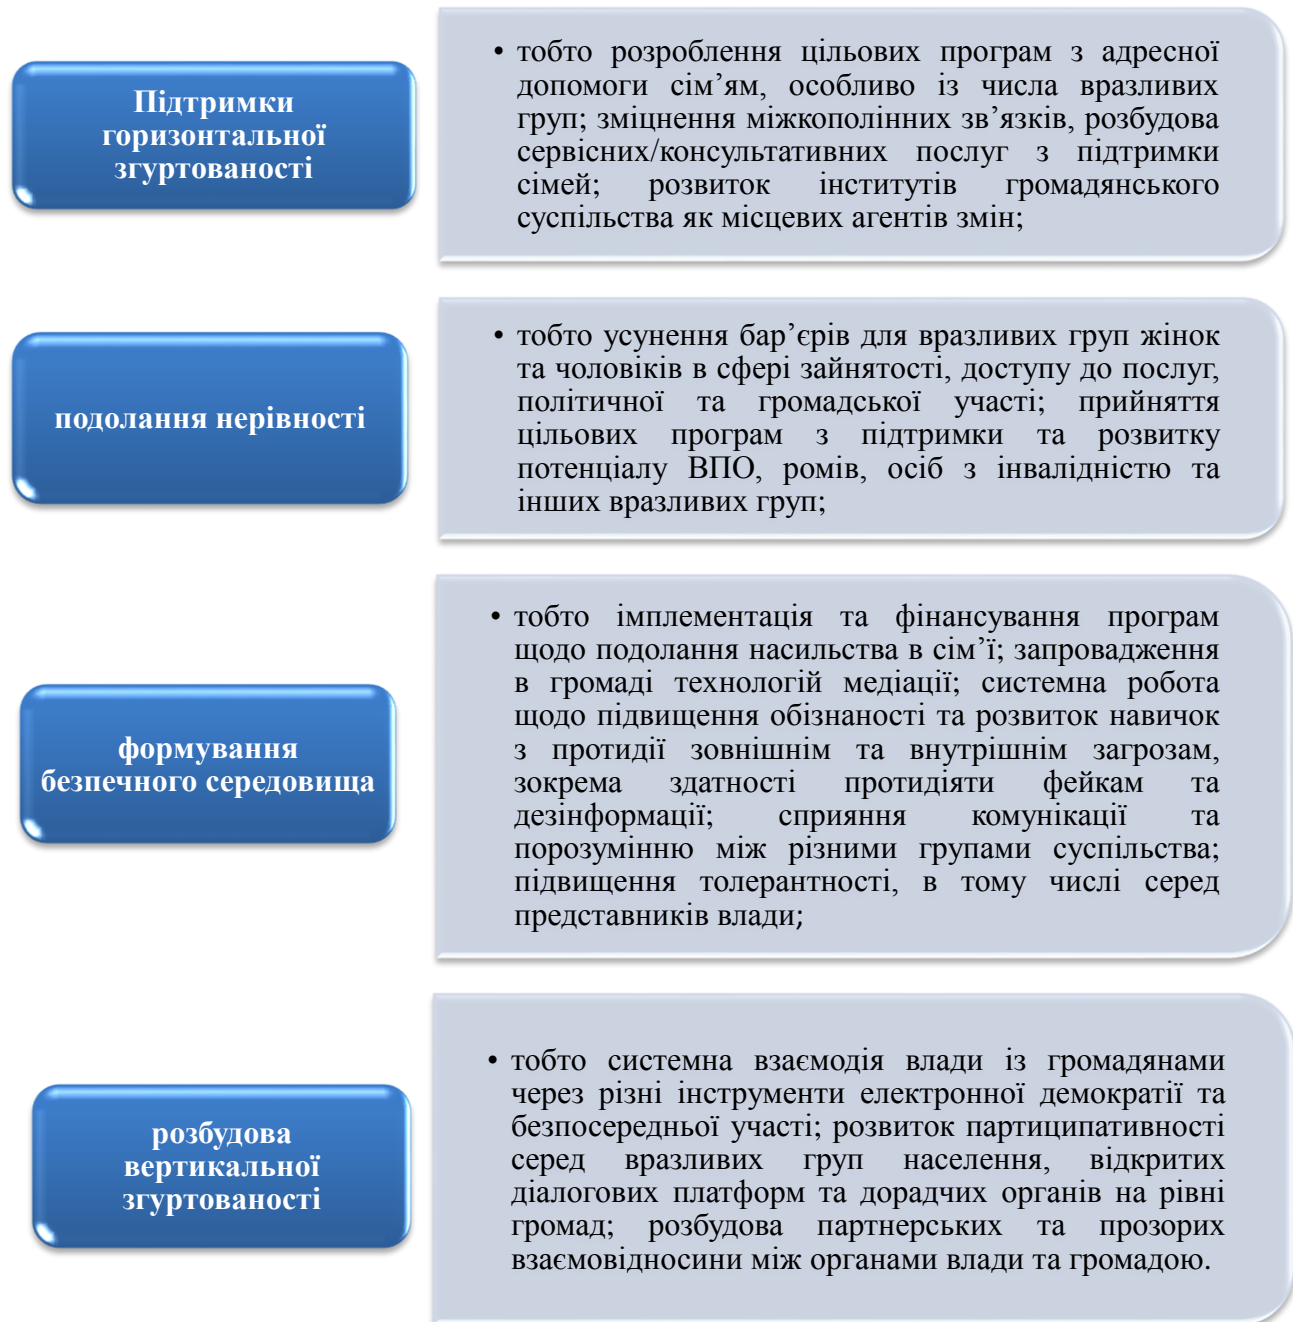 Підтримки
горизонтальної
згуртованості
• тобто розроблення цільових програм з адресної
допомоги сім’ям, особливо із числа вразливих
груп; зміцнення міжкополінних зв’язків, розбудова
сервісних/консультативних послуг з підтримки
сімей; розвиток інститутів громадянського
суспільства як місцевих агентів змін;
подолання нерівності
• тобто усунення бар’єрів для вразливих груп жінок
та чоловіків в сфері зайнятості, доступу до послуг,
політичної та громадської участі; прийняття
цільових програм з підтримки та розвитку
потенціалу ВПО, ромів, осіб з інвалідністю та
інших вразливих груп;
формування
безпечного середовища
• тобто імплементація та фінансування програм
щодо подолання насильства в сім’ї; запровадження
в громаді технологій медіації; системна робота
щодо підвищення обізнаності та розвиток навичок
з протидії зовнішнім та внутрішнім загрозам,
зокрема здатності протидіяти фейкам та
дезінформації; сприяння комунікації та
порозумінню між різними групами суспільства;
підвищення толерантності, в тому числі серед
представників влади;
розбудова
вертикальної
згуртованості
• тобто системна взаємодія влади із громадянами
через різні інструменти електронної демократії та
безпосередньої участі; розвиток партиципативності
серед вразливих груп населення, відкритих
діалогових платформ та дорадчих органів на рівні
громад; розбудова партнерських та прозорих
взаємовідносини між органами влади та громадою.